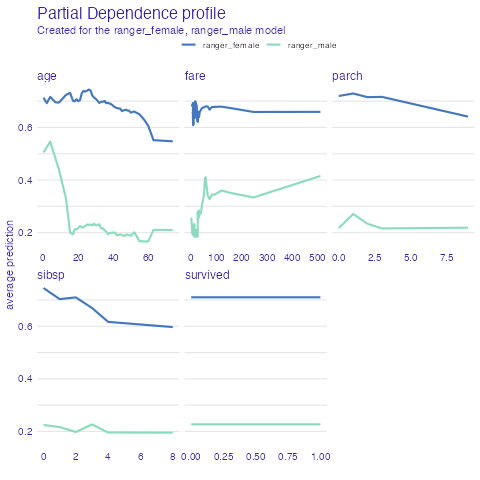 Partial Dependence profile
Created for the ranger_female, ranger_male model
ranger_female ranger_male
age fare parch
0.6
0.4
0.2
0 20 40 60 0 100 200 300 400 500 0.0 2.5 5.0 7.5
sibsp survived
0.6
0.4
0.2
0 2 4 6 8 0.00 0.25 0.50 0.75 1.00
average prediction